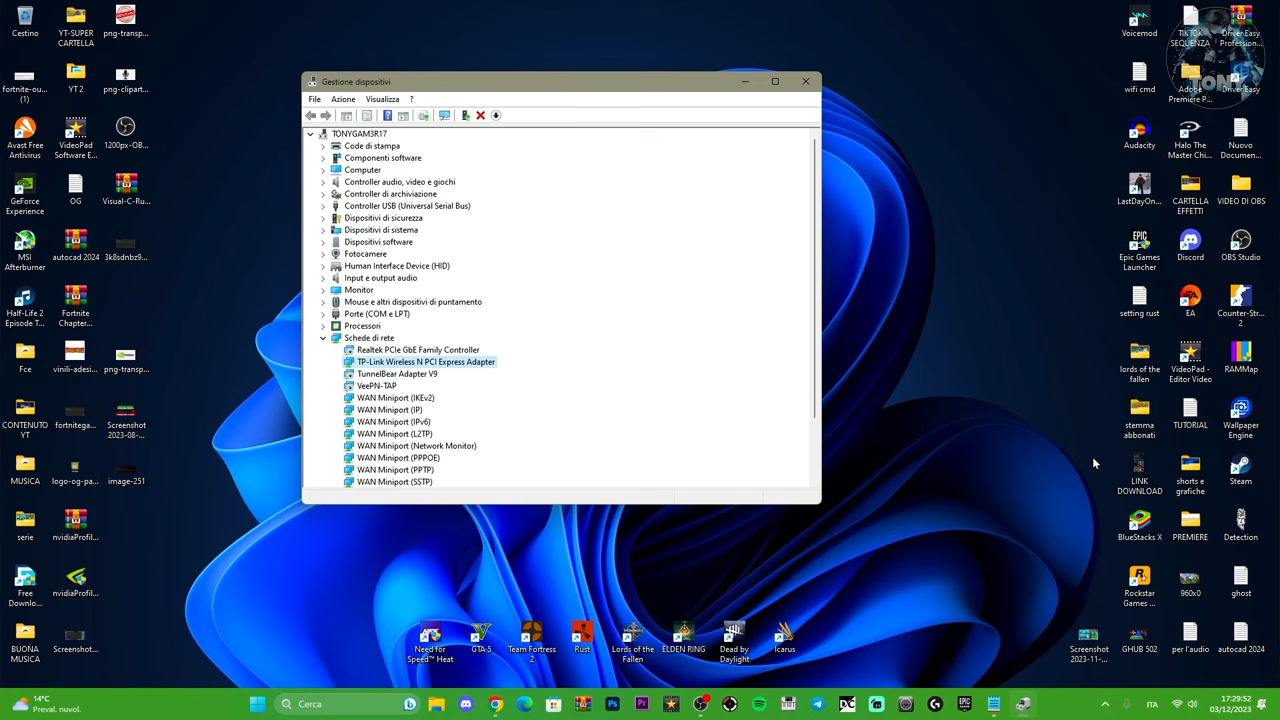 Cestino
YT-SUPER
CARTELLA
png-transp...
fortnite-ou...
(1)
YT 2
png-clipart...
Avast Free
Antivirus
VideoPad
Software E...
1200px-OB...
GeForce
Experience
OG
Visual-C-Ru...
MSI
Afterburner
autocad 2024
3k8sdnbz9...
Half-Life 2
Episode T...
Fortnite
Chapter...
Fce
vinili-adesi...
png-transp...
CONTENUTO
YT
fortnitega...
Screenshot
2023-08-...
MUSICA
logo-og-pa...
image-251
serie
nvidiaProfil...
Free
Downlo...
nvidiaProfil...
BUONA
MUSICA
Screenshot...
Gestione dispositivi
File Azione Visualizza ?
TONYGAM3R17
Code di stampa
Componenti software
Computer
Controller audio, video e giochi
Controller di archiviazione
Controller USB (Universal Serial Bus)
Dispositivi di sicurezza
Dispositivi di sistema
Dispositivi software
Fotocamere
Human Interface Device (HID)
Input e output audio
Monitor
Mouse e altri dispositivi di puntamento
Porte (COM e LPT)
Processori
Schede di rete
Realtek PCIe GbE Family Controller
TP-Link Wireless N PCI Express Adapter
TunnelBear Adapter V9
VeePN-TAP
WAN Miniport (IKEv2)
WAN Miniport (IP)
WAN Miniport (IPv6)
WAN Miniport (L2TP)
WAN Miniport (Network Monitor)
WAN Miniport (PPPOE)
WAN Miniport (PPTP)
WAN Miniport (SSTP)
Voicemod
TIKTOK
SEQUENZA
Driver Easy
Profession...
TONY
wifi cmd
Adobe
Premiere P...
Driver Easy
Audacity
Halo The
Master Chi...
Nuovo
Documen...
LastDayOn...
CARTELLA
EFFETTI
VIDEO DI OBS
Epic Games
Launcher
Discord
OBS Studio
setting rust
EA
Counter-Str...
2
lords of the
fallen
VideoPad -
Editor Video
RAMMap
stemma
abbonati
TUTORIAL
Wallpaper
Engine
LINK
DOWNLOAD
shorts e
grafiche
Steam
BlueStacks X
PREMIERE
Detection
Rockstar
Games ...
960x0
ghost
Screenshot
2023-11-...
GHUB 502
per l'audio
autocad 2024
Need for
Speed™ Heat
GTA 5
Team Fortress
2
Rust
Lords of the
Fallen
ELDEN RING
Dead by
Daylight
Icarus
14°C
Preval. nuvol.
Cerca
ITA
17:29:52
03/12/2023